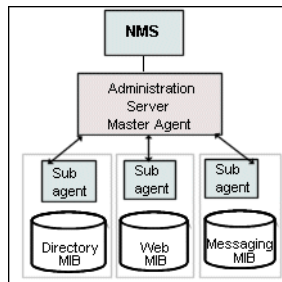 NMS
Administration
Server
Master Agent
Sub
agent
Sub
agent
Sub
agent
Directory
MIB
Web
MIB
Messaging
MIB